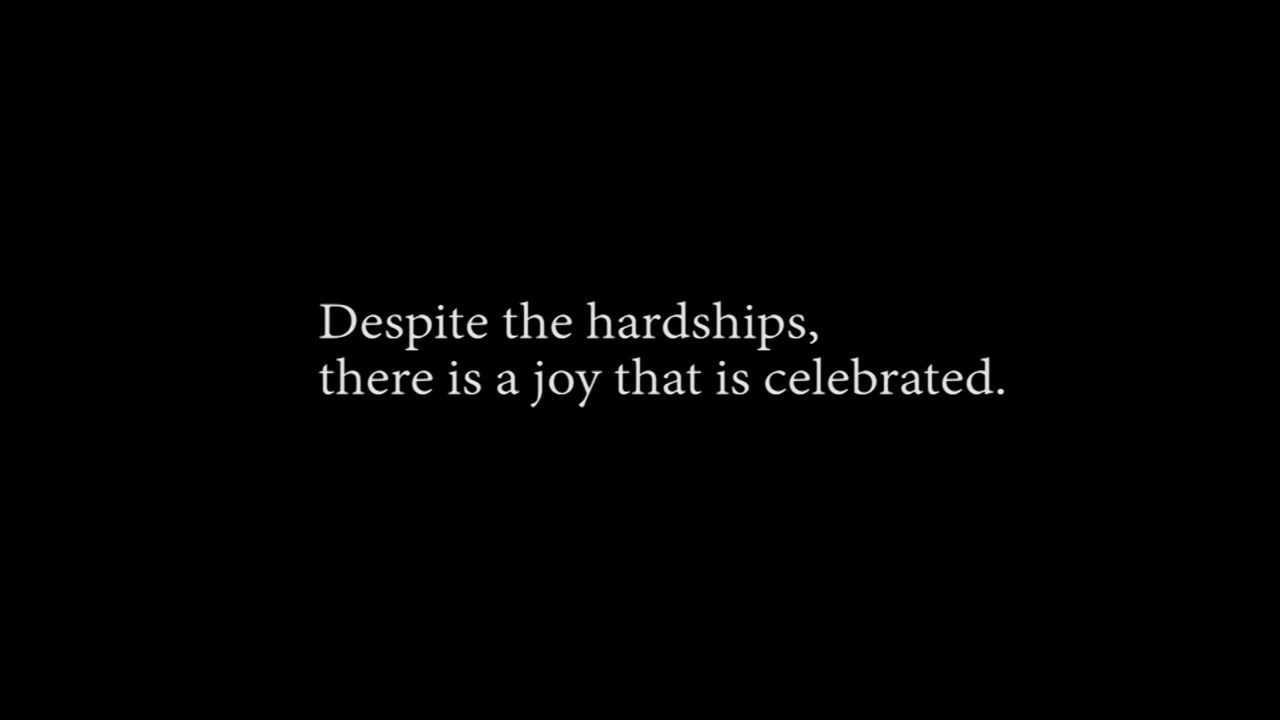 Despite the hardships,
there is a joy that is celebrated.